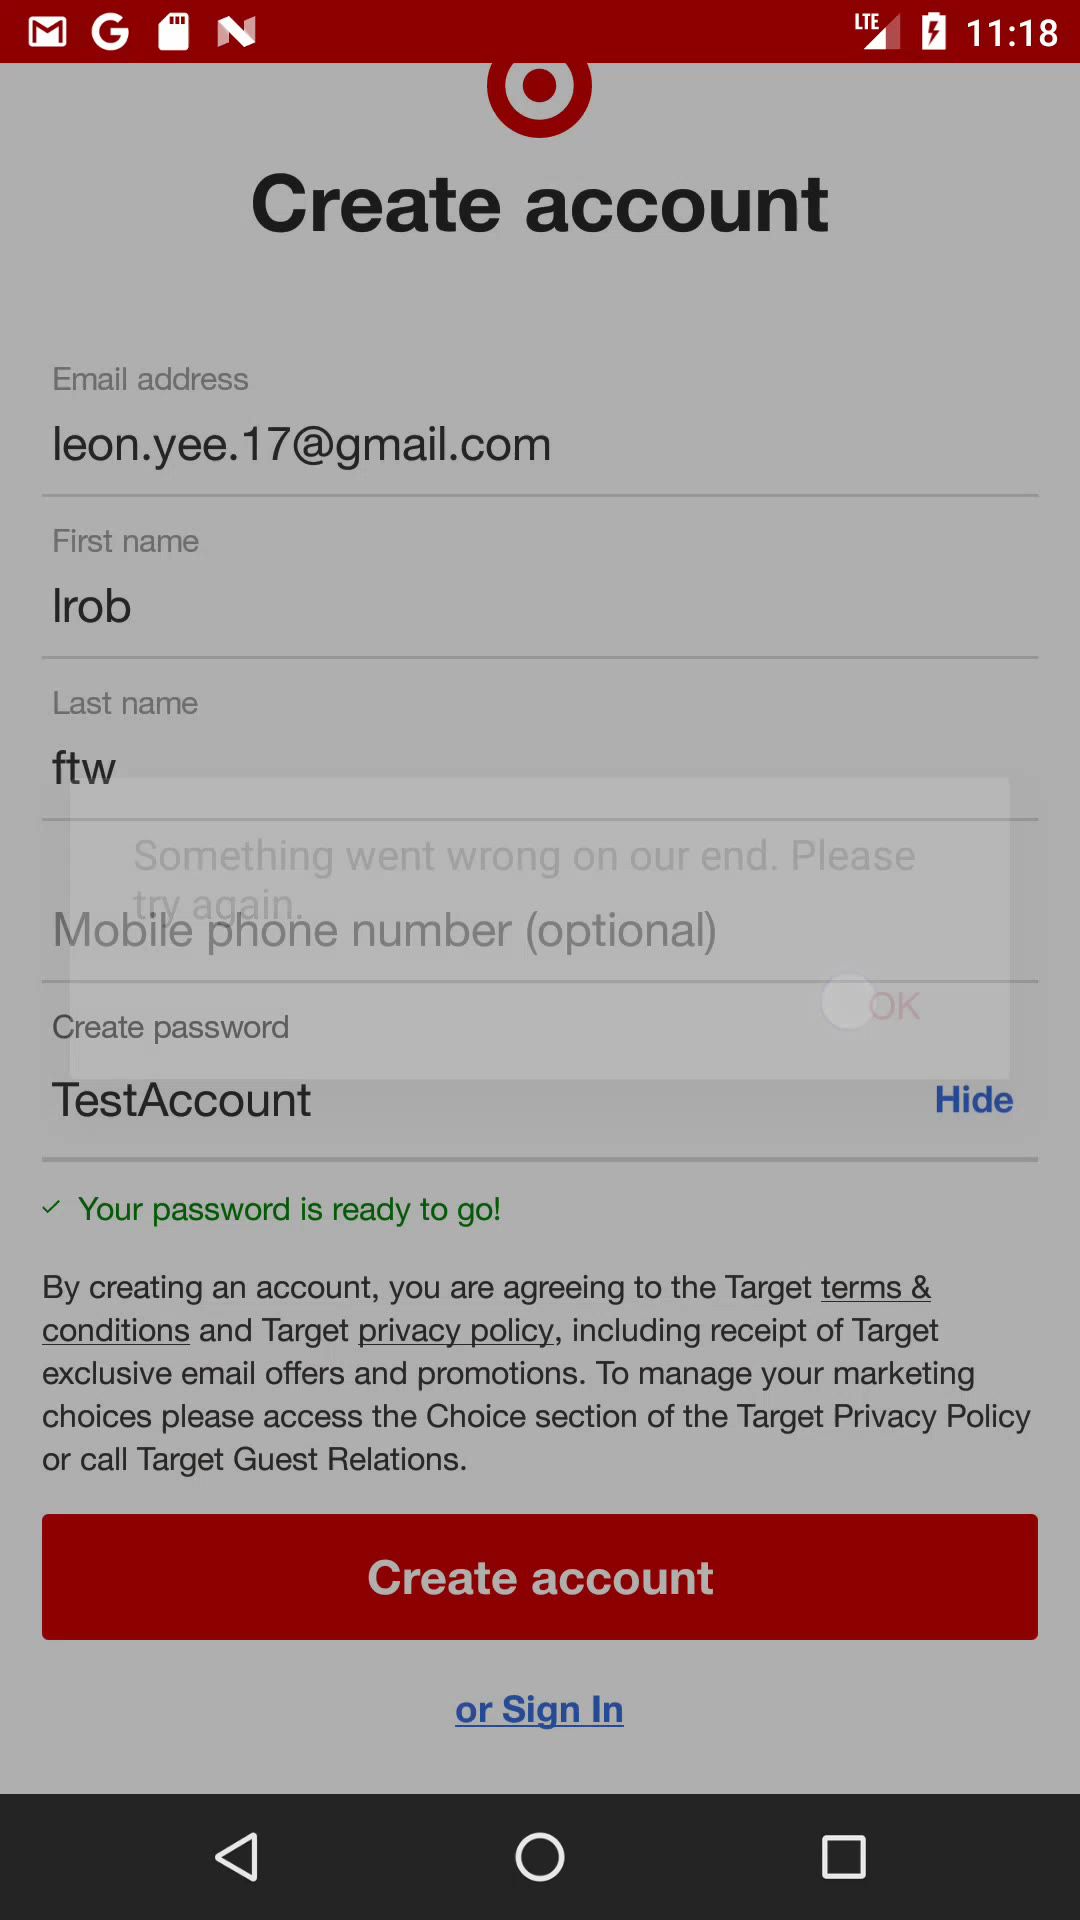 LTE 11:18
Create account
Email address
leon.yee.17@gmail.com
First name
lrob
Last name
ftw
Something went wrong on our end. Please
try again.
Mobile phone number (optional)
OK
Create password
TestAccount Hide
Your password is ready to go!
By creating an account, you are agreeing to the Target terms &
conditions and Target privacy policy, including receipt of Target
exclusive email offers and promotions. To manage your marketing
choices please access the Choice section of the Target Privacy Policy
or call Target Guest Relations.
Create account
or Sign In